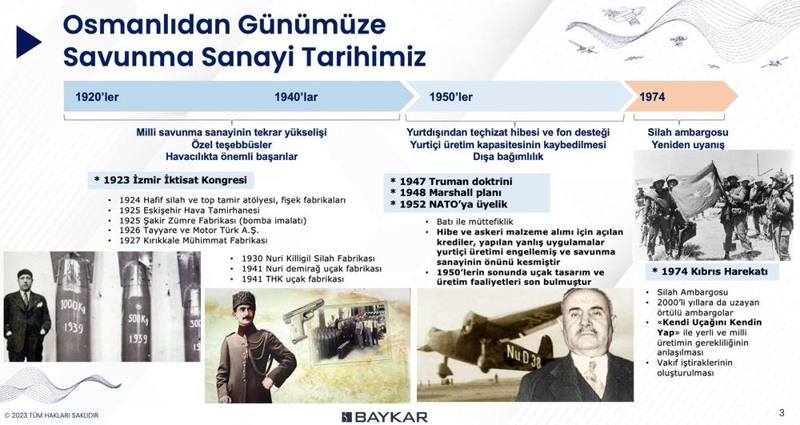 Osmanlıdan Günümüze
Savunma Sanayi Tarihimiz
1920'ler
1940'lar
1950'ler
1974
Milli savunma sanayinin tekrar yükselişi
Özel teşebbüsler
Havacılıkta önemli başarılar
Yurtdışından teçhizat hibesi ve fon desteği
Yurtiçi üretim kapasitesinin kaybedilmesi
Dışa bağımlılık
Silah ambargosu
Yeniden uyanış
* 1923 İzmir İktisat Kongresi
• 1924 Hafif silah ve top tamir atölyesi, fişek fabrikaları
• 1925 Eskişehir Hava Tamirhanesi
• 1925 Şakir Zümre Fabrikası (bomba imalatı)
• 1926 Tayyare ve Motor Türk A.Ş.
• 1927 Kırıkkale Mühimmat Fabrikası
• 1930 Nuri Killigil Silah Fabrikası
• 1941 Nuri demirağ uçak fabrikası
• 1941 THK uçak fabrikası
* 1947 Truman doktrini
* 1948 Marshall planı
* 1952 NATO'ya üyelik
• Batı ile müttefiklik
• Hibe ve askeri malzeme alımı için açılan
krediler, yapılan yanlış uygulamalar
yurtiçi üretimi engellemiş ve savunma
sanayinin önünü kesmiştir
• 1950'lerin sonunda uçak tasarım ve
üretim faaliyetleri son bulmuştur
* 1974 Kıbrıs Harekatı
• Silah Ambargosu
• 2000'li yıllara da uzayan
örtülü ambargolar
• «Kendi Uçağını Kendin
Yap» ile yerli ve milli
üretimin gerekliliğinin
anlaşılması
• Vakıf iştiraklerinin
oluşturulması
1000 Kg
1939
500 Kg
1939
Nu D 38
© 2023 TÜM HAKLARI SAKLIDIR
BAYKAR
3